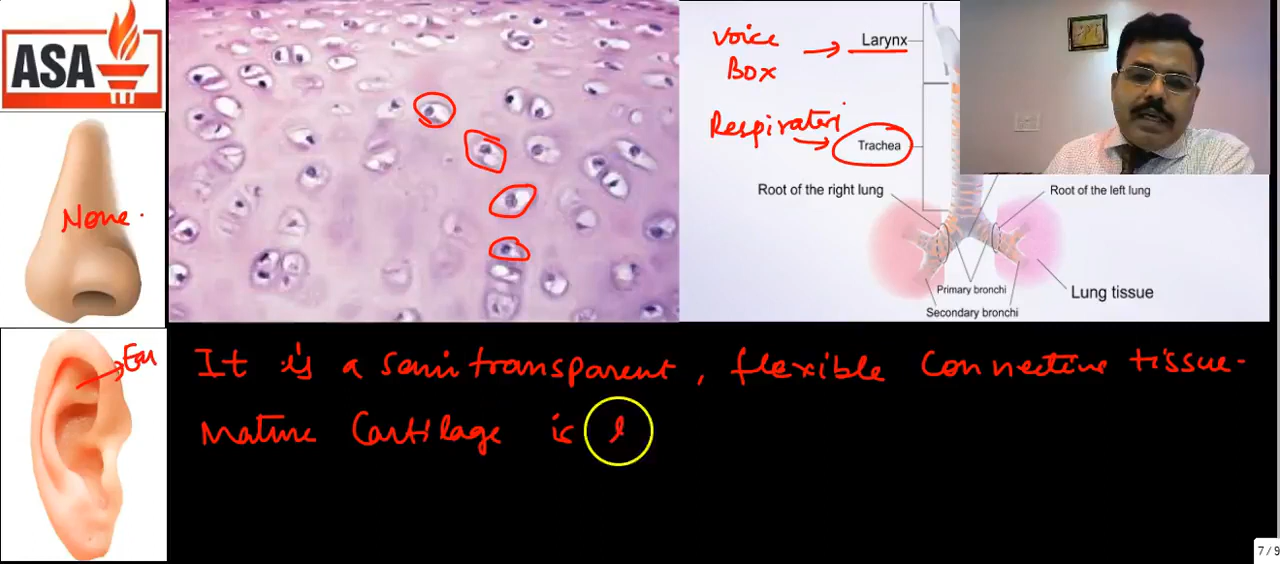 ASA
Voice
Box
Larynx
Respiratori
Trachea
Root of the right lung
Root of the left lung
Primary bronchi
Secondary bronchi
Lung tissue
None.
Ear
It is a semitransparent, flexible Connective tissue.
Mature Cartilage is
7/9